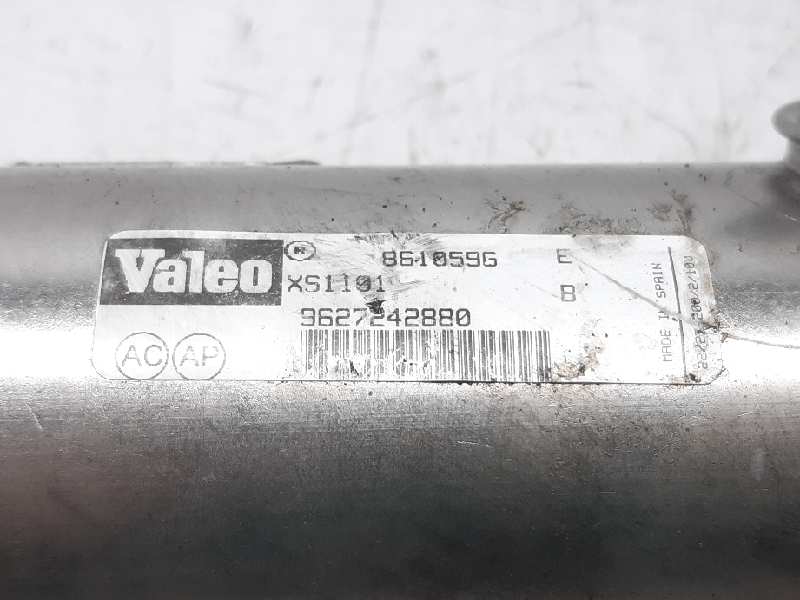 Valeo ® 8610596 E
XS1101 B
9627242880
AC AP
MADE IN SPAIN